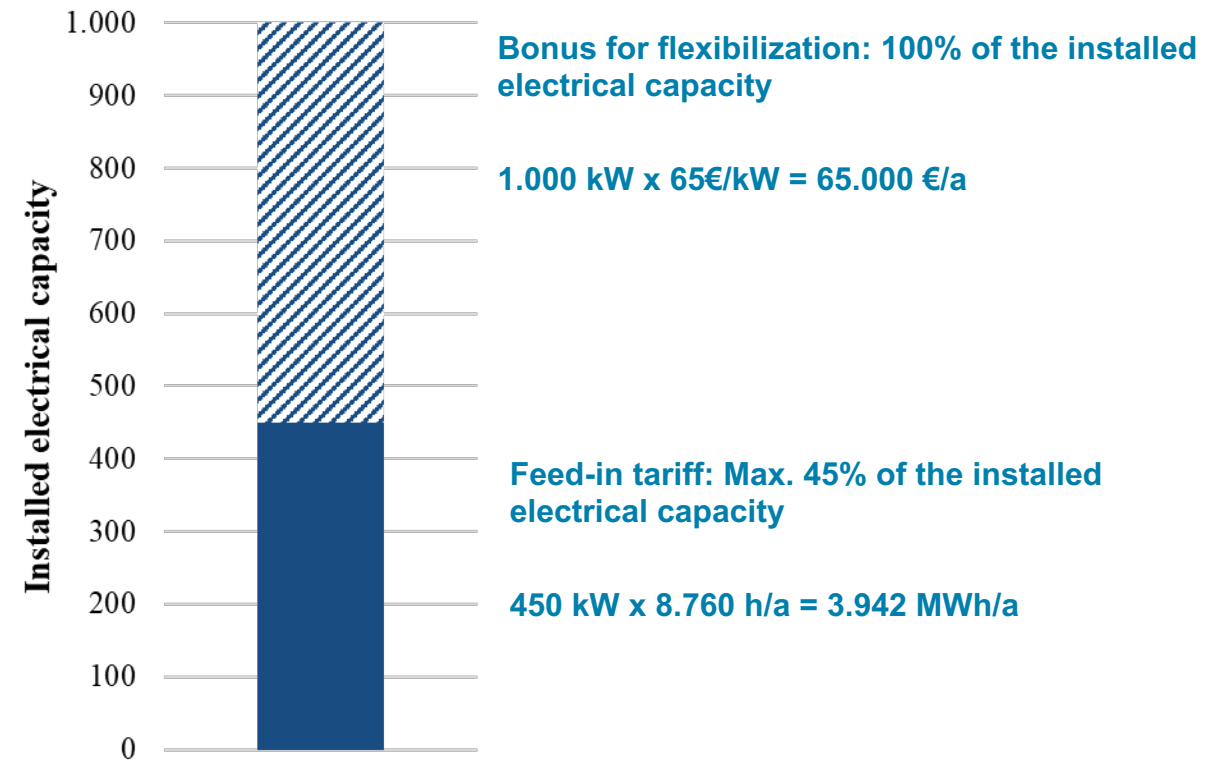 Installed electrical capacity
1.000
900
800
700
600
500
400
300
200
100
0
Bonus for flexibilization: 100% of the installed
electrical capacity
1.000 kW x 65€/kW = 65.000 €/a
Feed-in tariff: Max. 45% of the installed
electrical capacity
450 kW x 8.760 h/a = 3.942 MWh/a